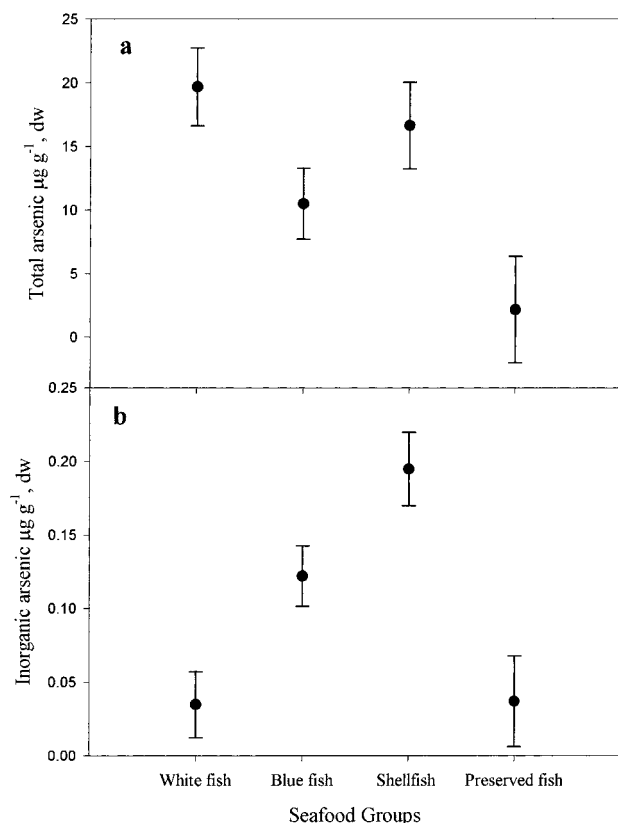 a
Total arsenic µg g⁻¹, dw
25
20
15
10
5
0
b
Inorganic arsenic µg g⁻¹, dw
0.25
0.20
0.15
0.10
0.05
0.00
White fish Blue fish Shellfish Preserved fish
Seafood Groups